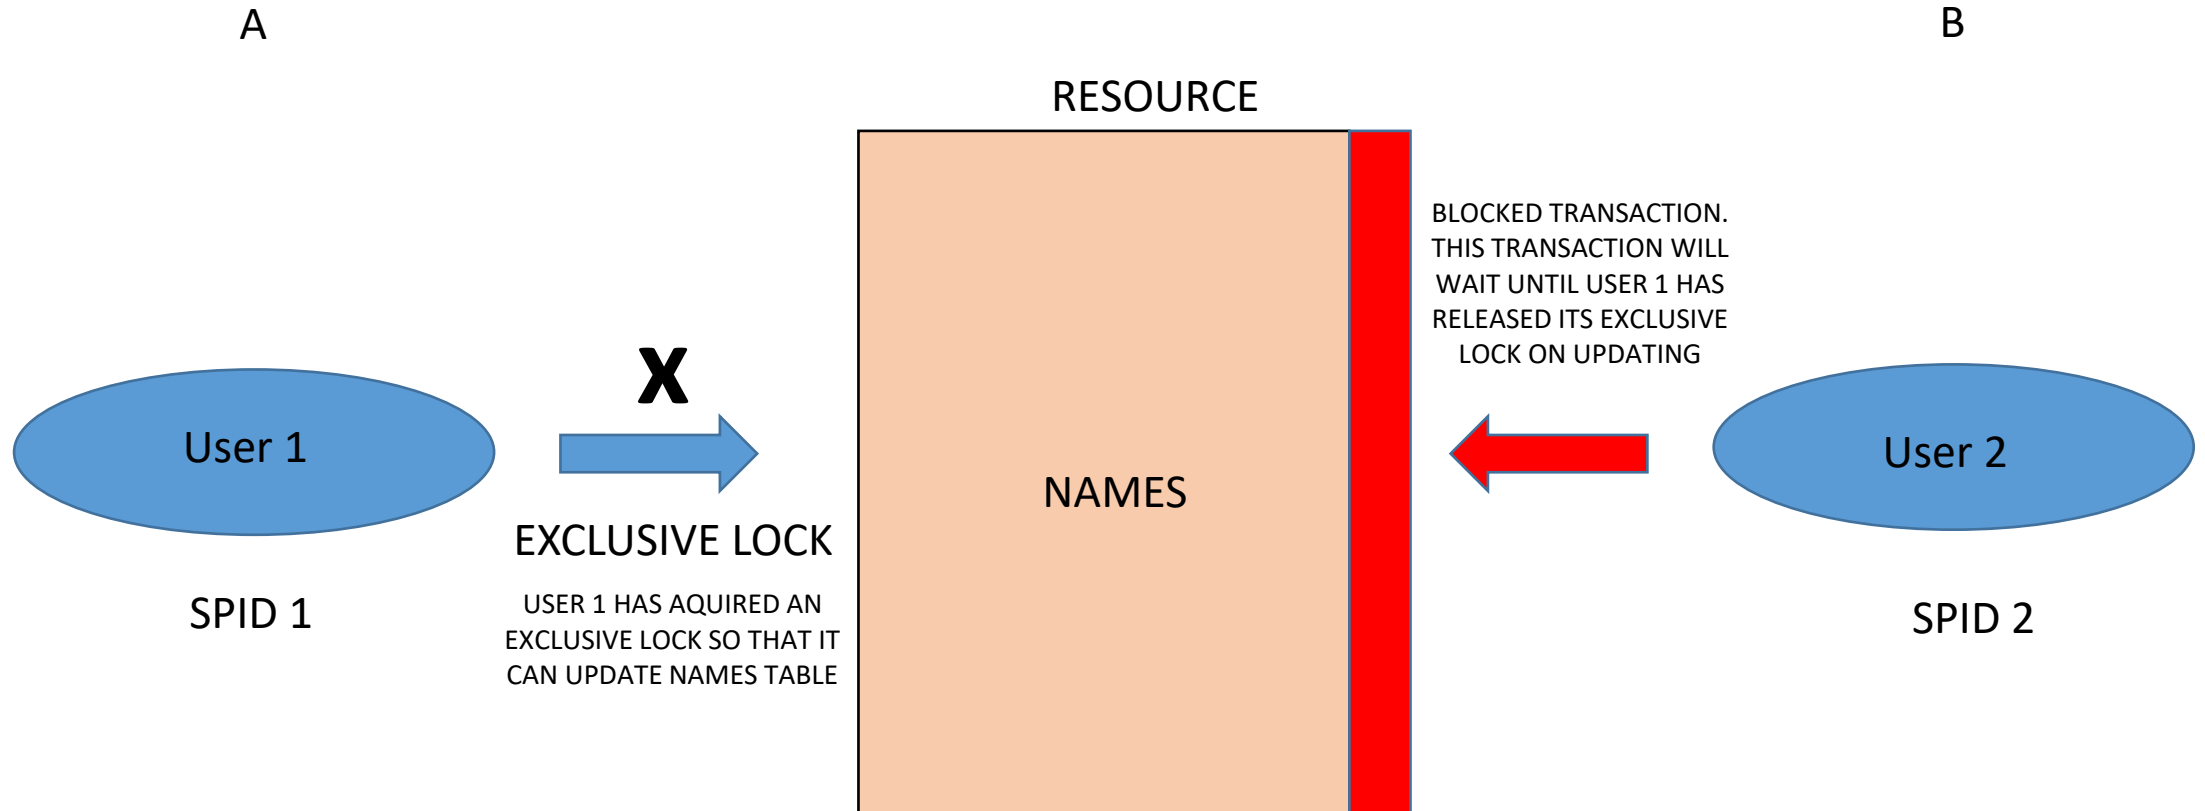 A
B
RESOURCE
BLOCKED TRANSACTION.
THIS TRANSACTION WILL
WAIT UNTIL USER 1 HAS
RELEASED ITS EXCLUSIVE
LOCK ON UPDATING
X
User 1
User 2
NAMES
EXCLUSIVE LOCK
USER 1 HAS AQUIRED AN
EXCLUSIVE LOCK SO THAT IT
CAN UPDATE NAMES TABLE
SPID 1
SPID 2